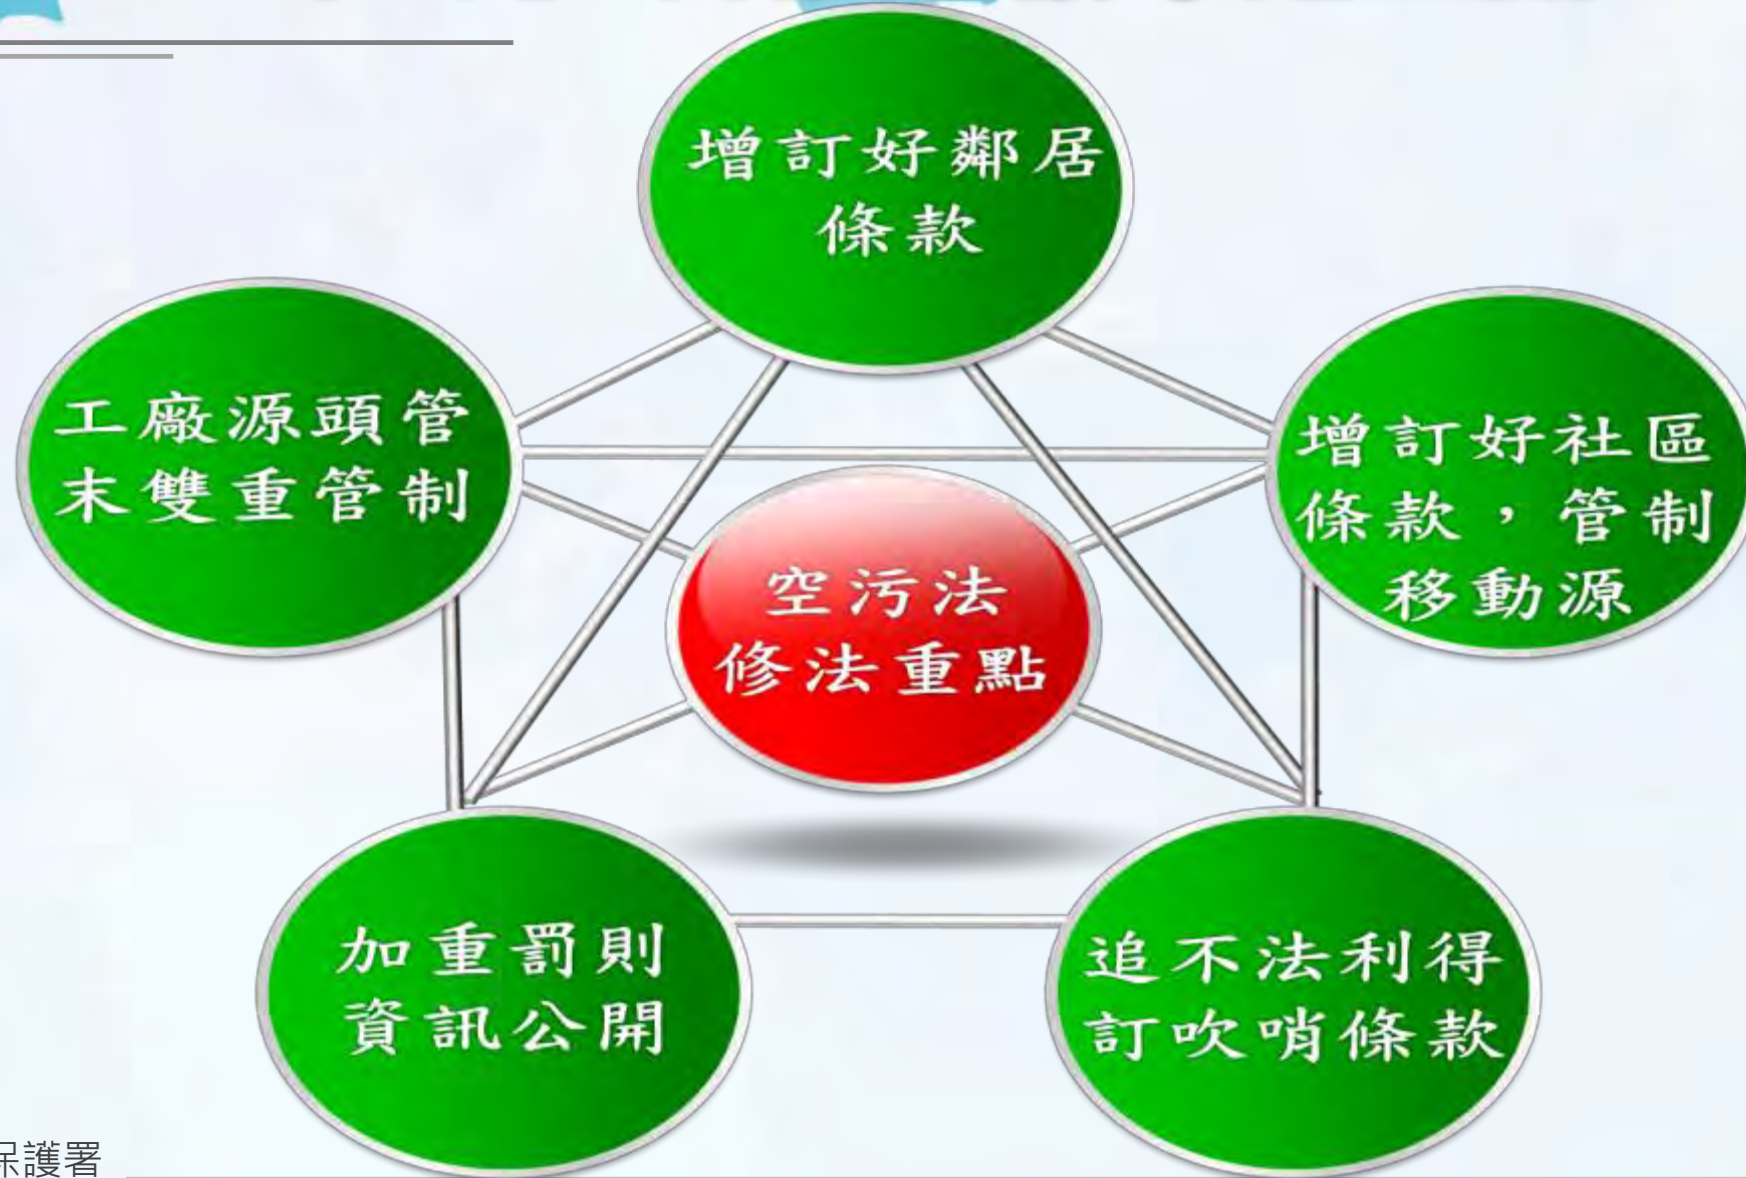 增訂好鄰居
條款
工廠源頭管
末雙重管制
增訂好社區
條款，管制
移動源
空污法
修法重點
加重罰則
資訊公開
追不法利得
訂吹哨條款
保護署